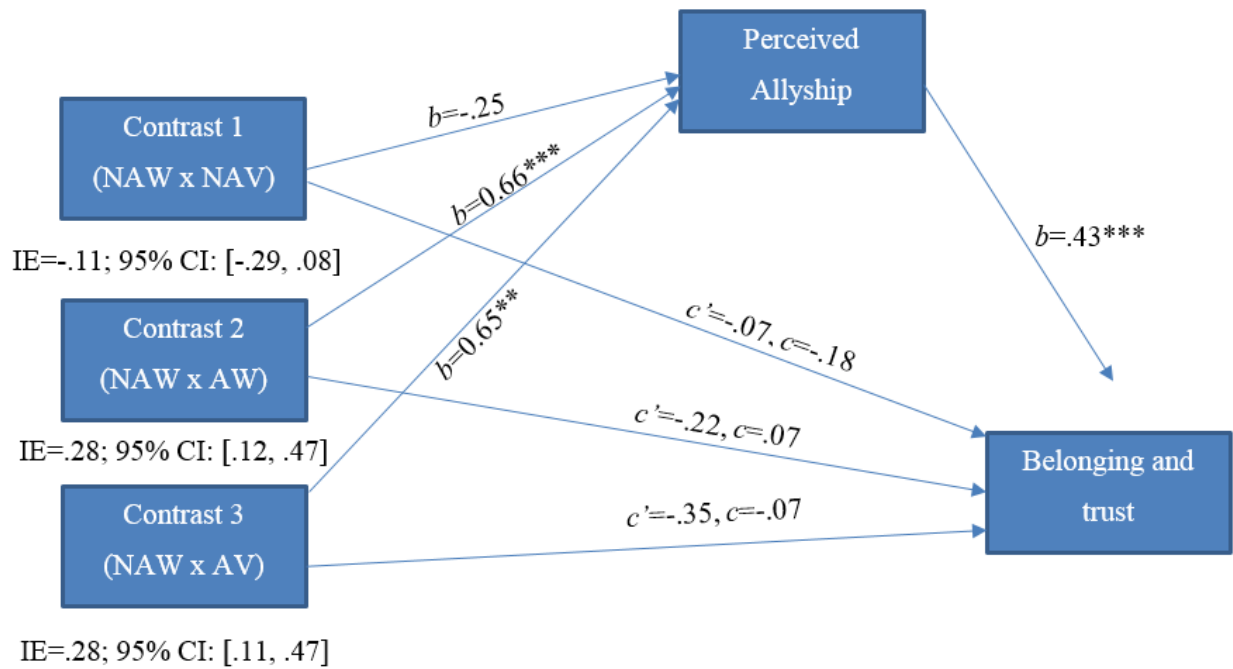 Perceived
Allyship
Contrast 1
(NAW x NAV)
b=-.25
b=0.66***
IE=-.11; 95% CI: [-.29, .08]
b=.43***
Contrast 2
(NAW x AW)
b=0.65**
c’=-.07, c=-.18
IE=.28; 95% CI: [.12, .47]
c’=-.22, c=.07
Belonging and
trust
Contrast 3
(NAW x AV)
c’=-.35, c=-.07
IE=.28; 95% CI: [.11, .47]